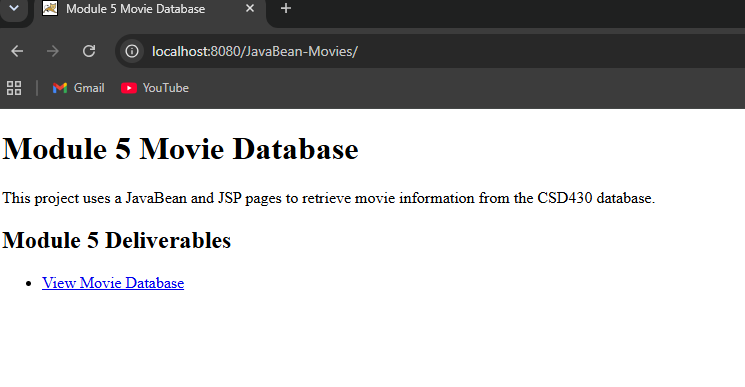 Module 5 Movie Database
localhost:8080/JavaBean-Movies/
Gmail YouTube
Module 5 Movie Database
This project uses a JavaBean and JSP pages to retrieve movie information from the CSD430 database.
Module 5 Deliverables
View Movie Database